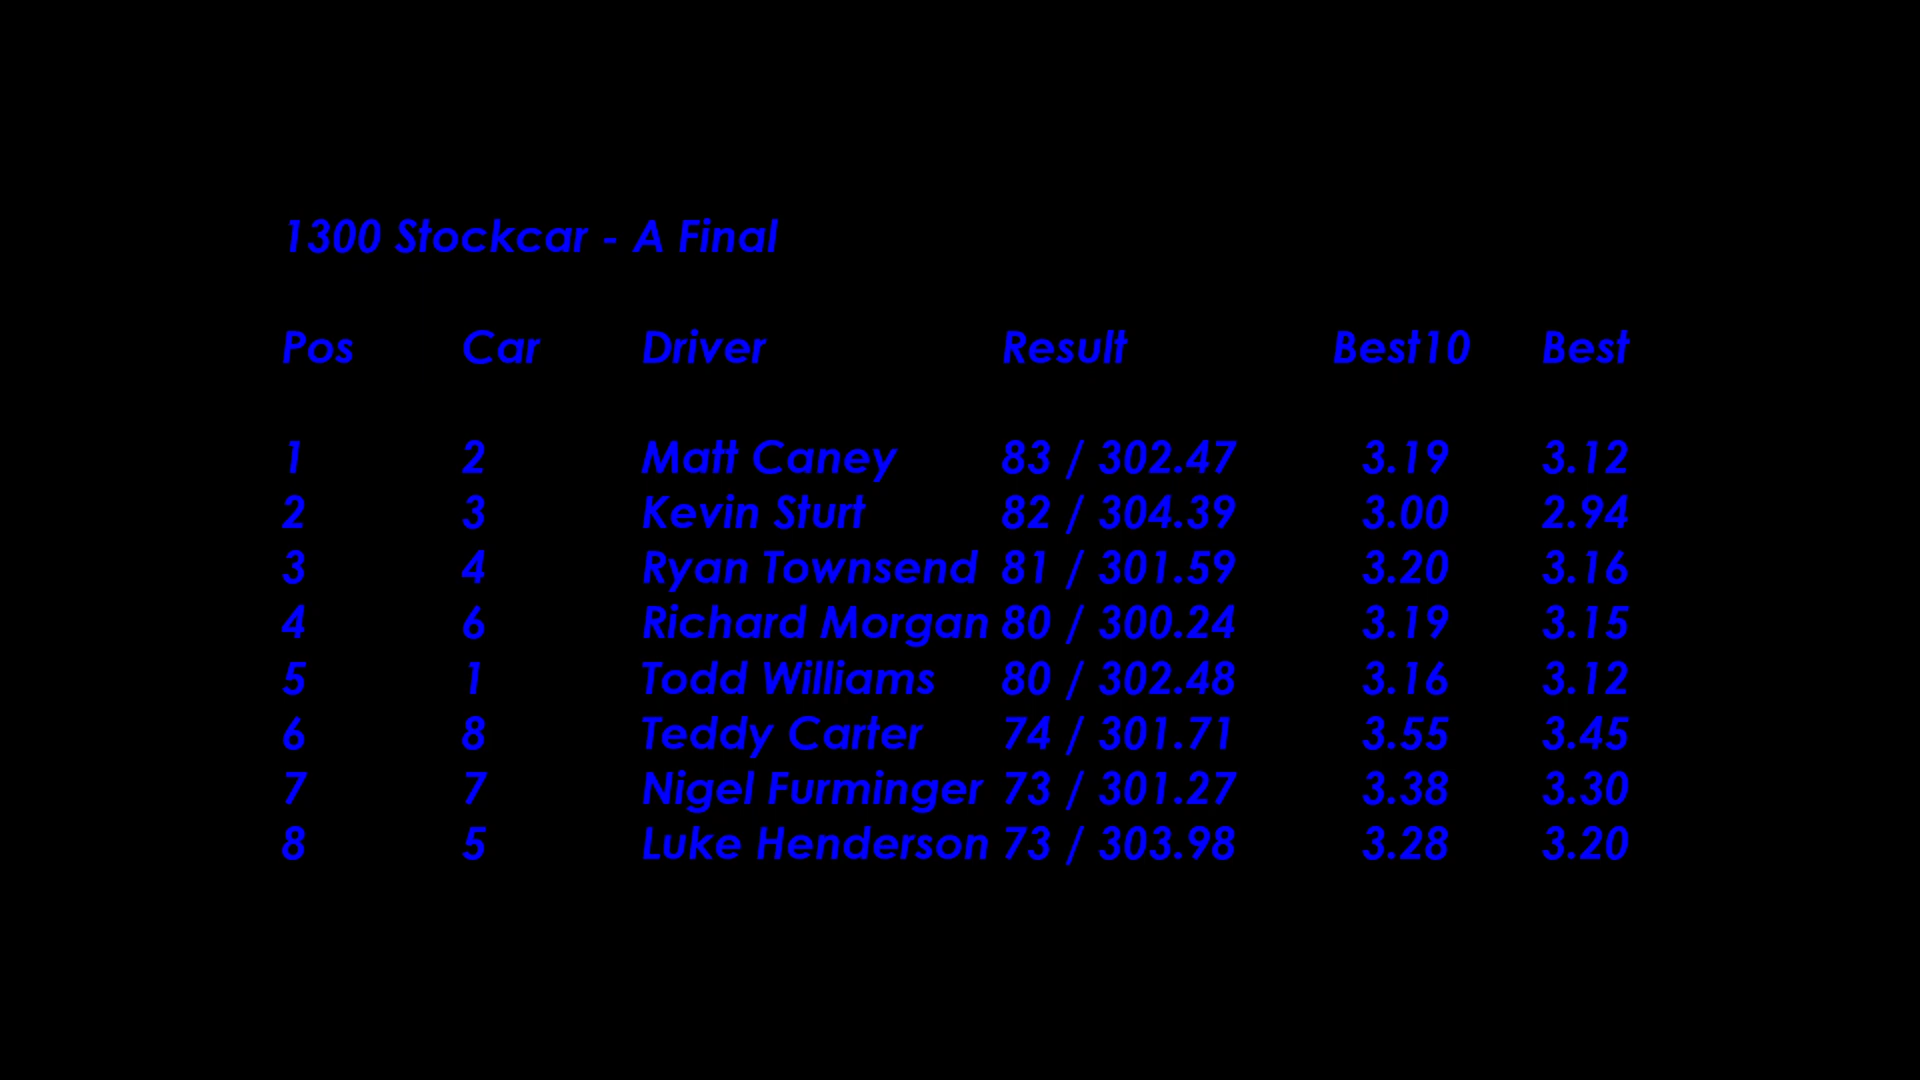 1300 Stockcar - A Final
Pos Car Driver Result Best10 Best
1 2 Matt Caney 83 / 302.47 3.19 3.12
2 3 Kevin Sturt 82 / 304.39 3.00 2.94
3 4 Ryan Townsend 81 / 301.59 3.20 3.16
4 6 Richard Morgan 80 / 300.24 3.19 3.15
5 1 Todd Williams 80 / 302.48 3.16 3.12
6 8 Teddy Carter 74 / 301.71 3.55 3.45
7 7 Nigel Furminger 73 / 301.27 3.38 3.30
8 5 Luke Henderson 73 / 303.98 3.28 3.20